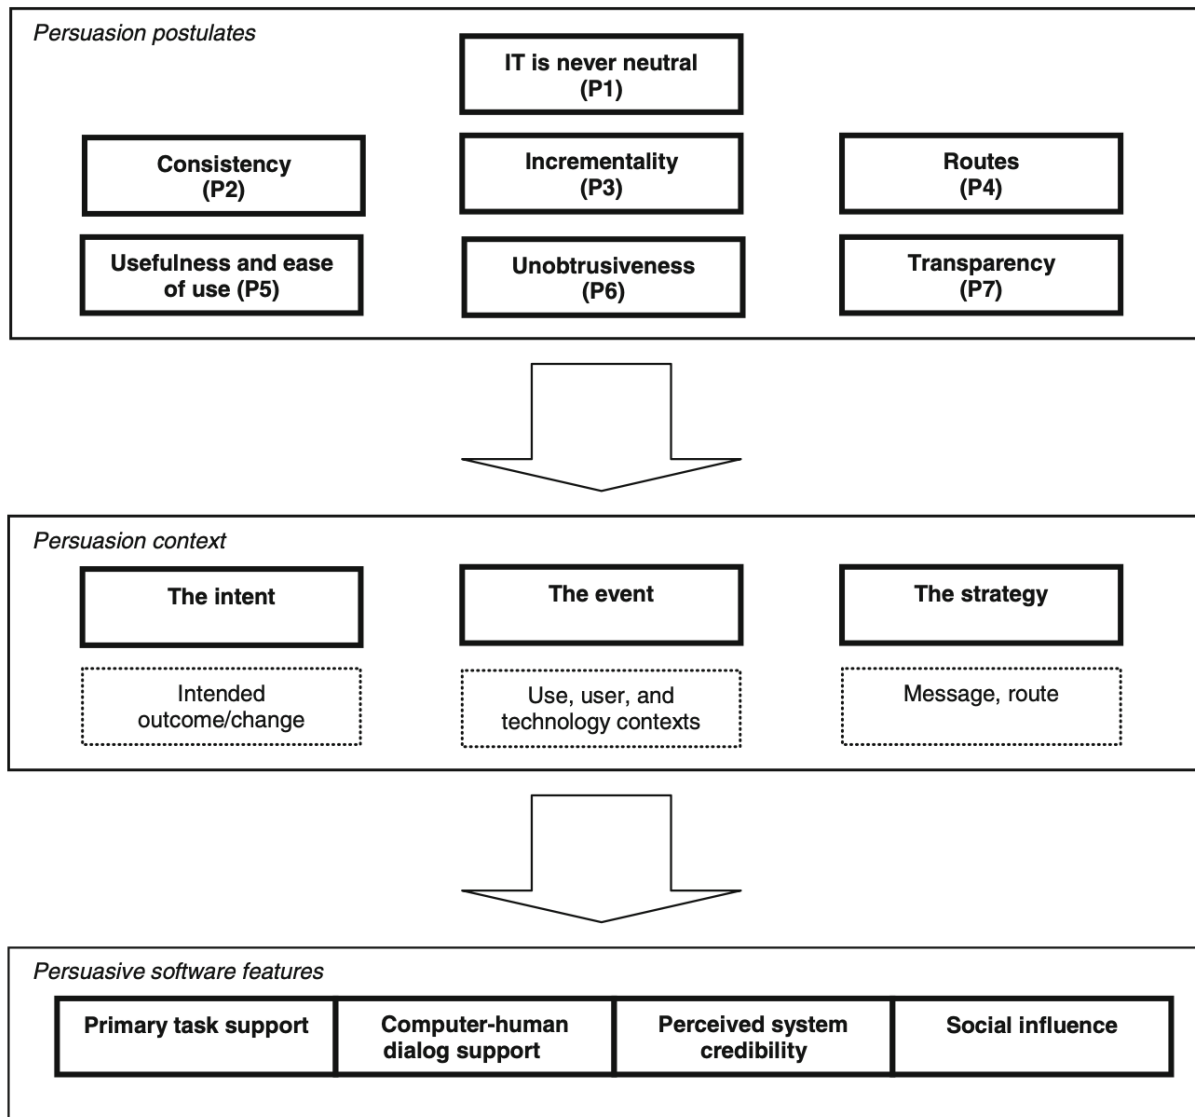 Persuasion postulates
IT is never neutral
(P1)
Consistency
(P2)
Incrementality
(P3)
Routes
(P4)
Usefulness and ease
of use (P5)
Unobtrusiveness
(P6)
Transparency
(P7)
Persuasion context
The intent
The event
The strategy
Intended
outcome/change
Use, user, and
technology contexts
Message, route
Persuasive software features
Primary task support
Computer-human
dialog support
Perceived system
credibility
Social influence